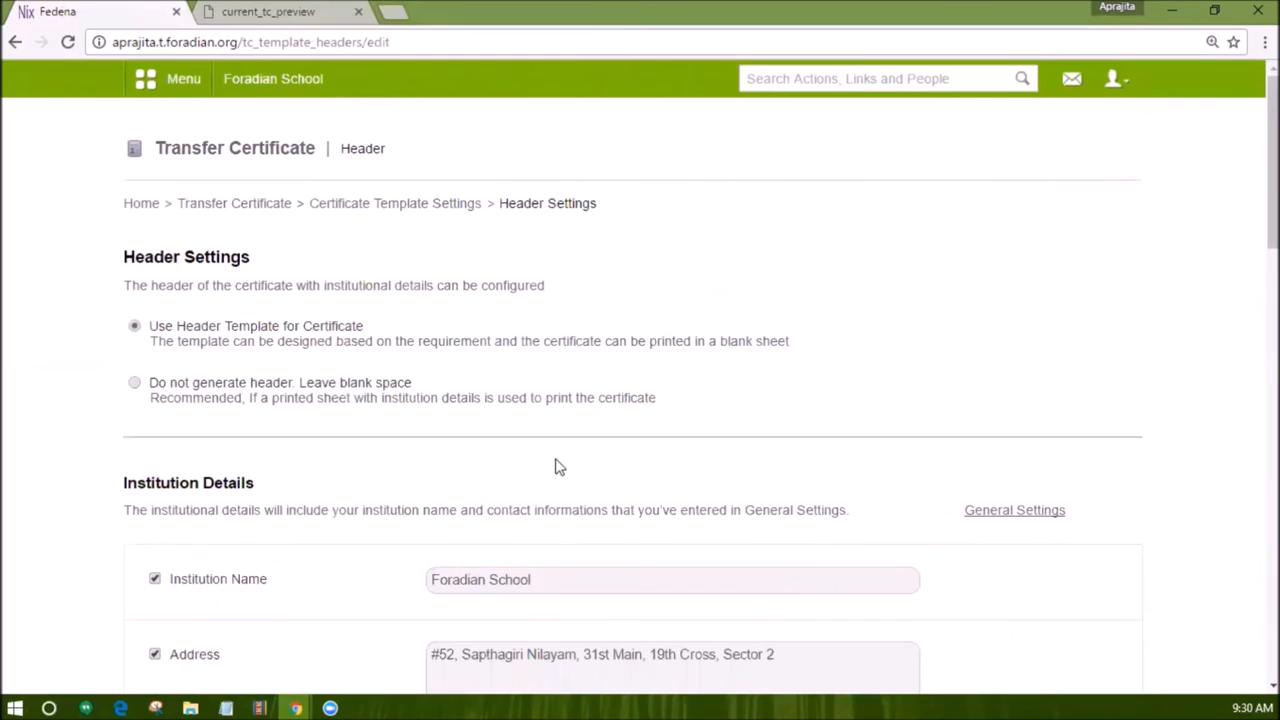 Nix Fedena
current_tc_preview
Aprajita
aprajita.t.foradian.org/tc_template_headers/edit
Menu Foradian School Search Actions, Links and People
Transfer Certificate | Header
Home > Transfer Certificate > Certificate Template Settings > Header Settings
Header Settings
The header of the certificate with institutional details can be configured
Use Header Template for Certificate
The template can be designed based on the requirement and the certificate can be printed in a blank sheet
Do not generate header. Leave blank space
Recommended, If a printed sheet with institution details is used to print the certificate
Institution Details
The institutional details will include your institution name and contact informations that you've entered in General Settings. General Settings
Institution Name Foradian School
Address #52, Sapthagiri Nilayam, 31st Main, 19th Cross, Sector 2
9:30 AM